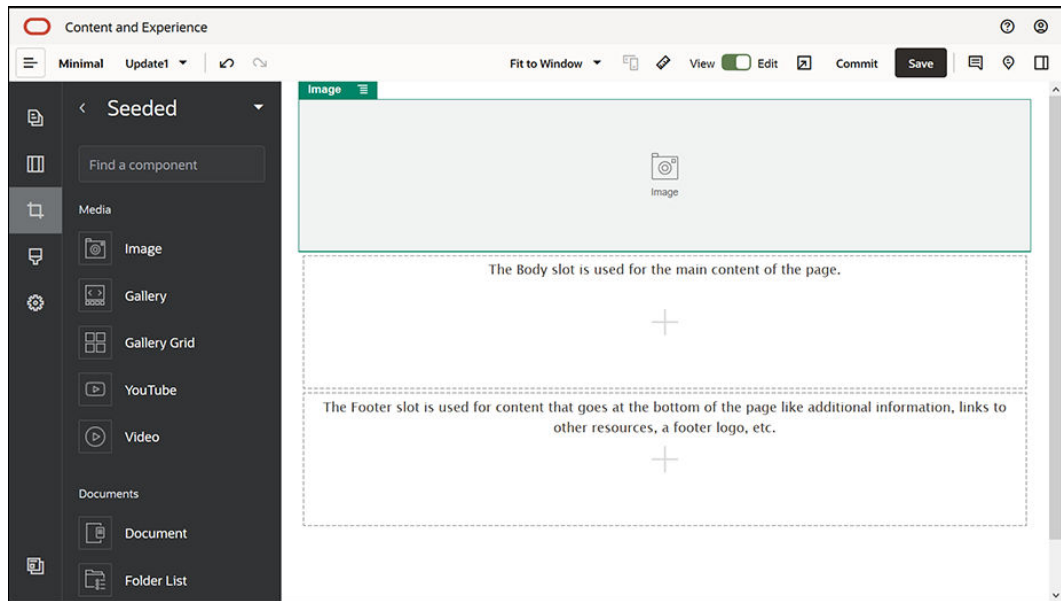 Content and Experience
Minimal Update1 Fit to Window View Edit Commit Save
Seeded
Find a component
Media
Image
Gallery
Gallery Grid
YouTube
Video
Documents
Document
Folder List
Image
Image
The Body slot is used for the main content of the page.
The Footer slot is used for content that goes at the bottom of the page like additional information, links to
other resources, a footer logo, etc.